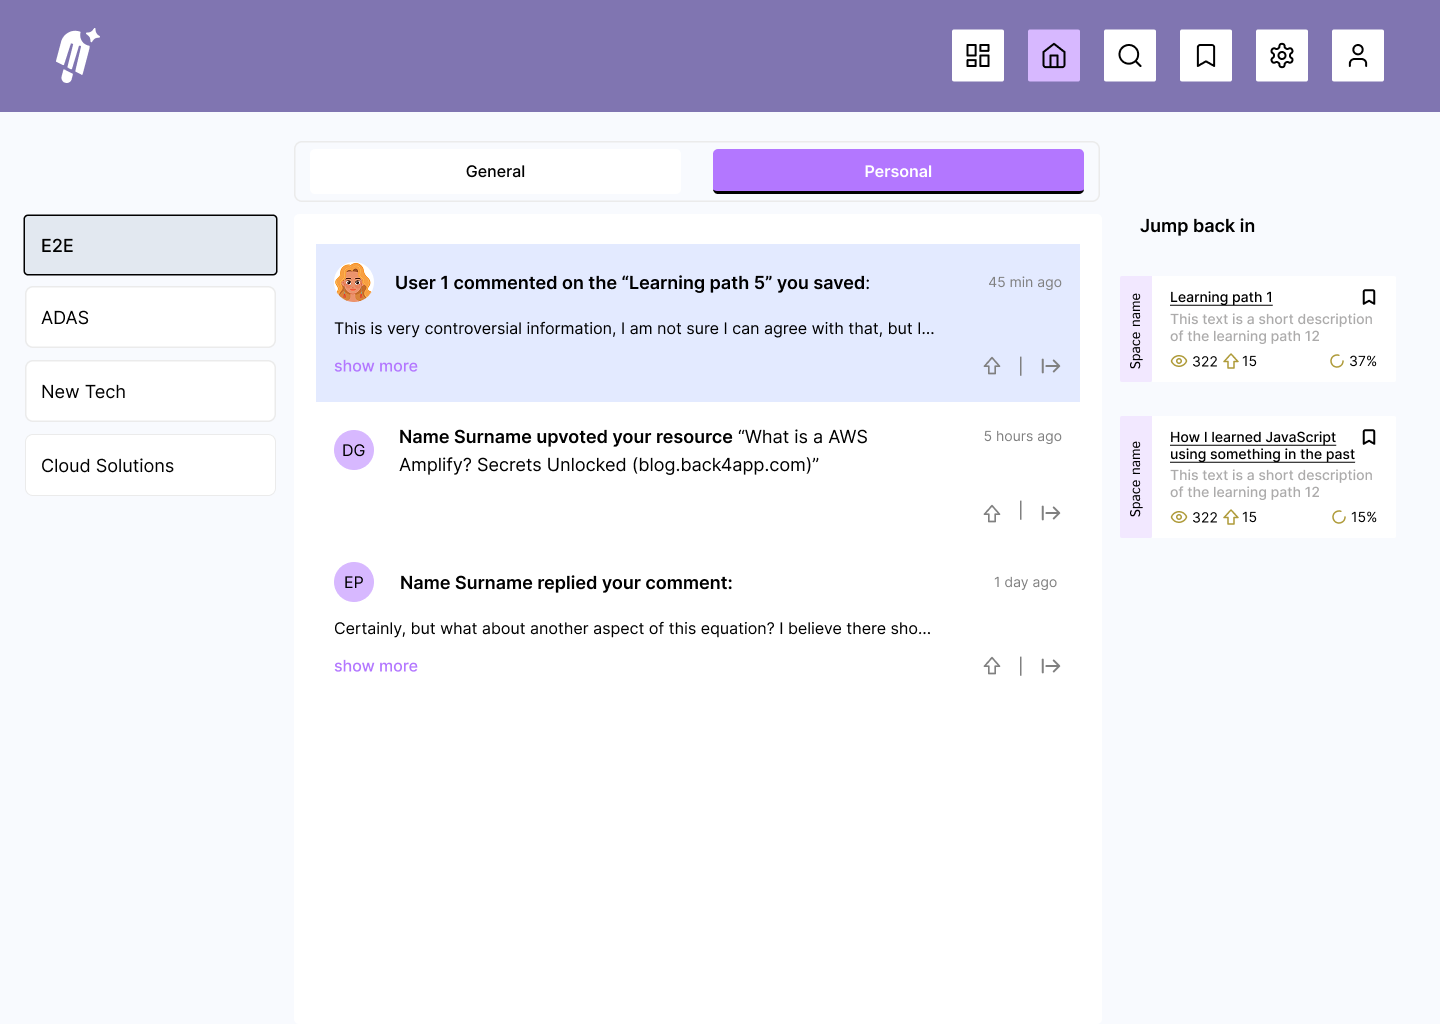 General
Personal
E2E
ADAS
New Tech
Cloud Solutions
User 1 commented on the “Learning path 5” you saved:
45 min ago
This is very controversial information, I am not sure I can agree with that, but I...
show more
DG
Name Surname upvoted your resource “What is a AWS
Amplify? Secrets Unlocked (blog.back4app.com)”
5 hours ago
EP
Name Surname replied your comment:
1 day ago
Certainly, but what about another aspect of this equation? I believe there sho...
show more
Jump back in
Space name
Learning path 1
This text is a short description
of the learning path 12
322 15 37%
Space name
How I learned JavaScript
using something in the past
This text is a short description
of the learning path 12
322 15 15%